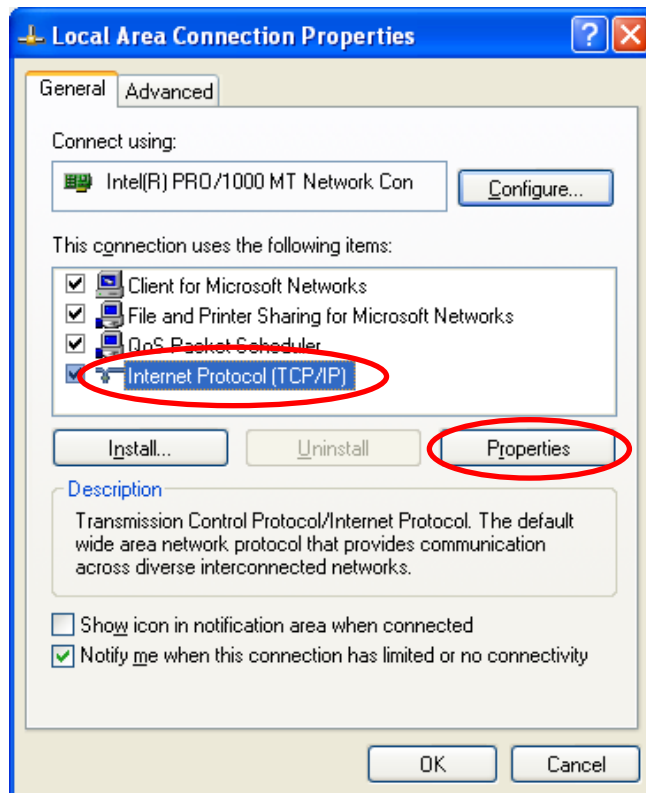 Local Area Connection Properties
General Advanced
Connect using:
Intel(R) PRO/1000 MT Network Con
Configure...
This connection uses the following items:
Client for Microsoft Networks
File and Printer Sharing for Microsoft Networks
QoS Packet Scheduler
Internet Protocol (TCP/IP)
Install... Uninstall Properties
Description
Transmission Control Protocol/Internet Protocol. The default
wide area network protocol that provides communication
across diverse interconnected networks.
Show icon in notification area when connected
Notify me when this connection has limited or no connectivity
OK Cancel